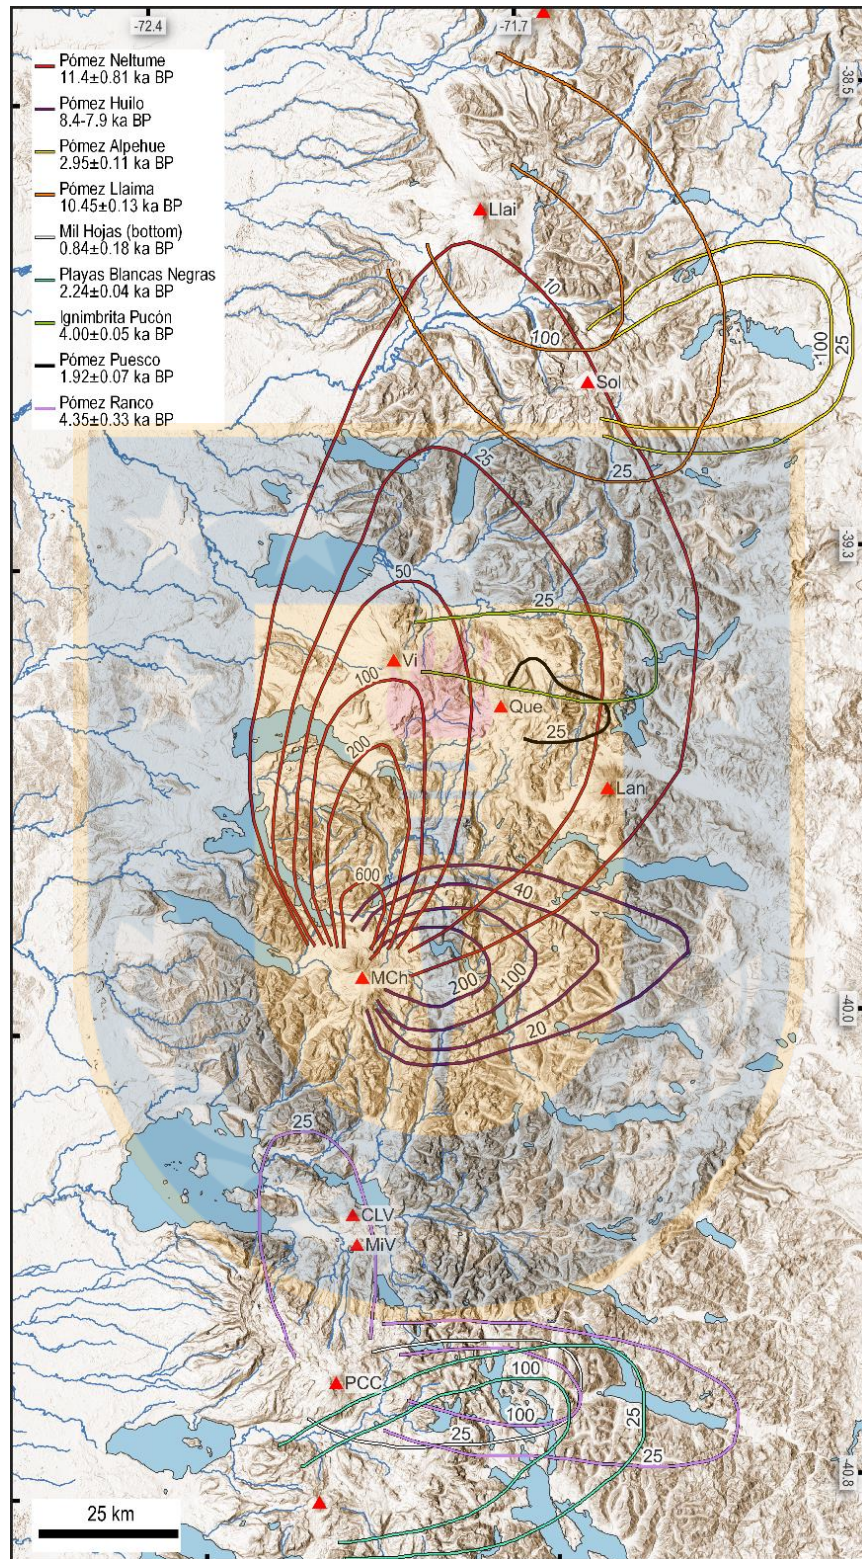 -72.4
-71.7
Pómez Neltume
11.4±0.81 ka BP
Pómez Huilo
8.4-7.9 ka BP
Pómez Alpehue
2.95±0.11 ka BP
Pómez Llaima
10.45±0.13 ka BP
Mil Hojas (bottom)
0.84±0.18 ka BP
Playas Blancas Negras
2.24±0.04 ka BP
Ignimbrita Pucón
4.00±0.05 ka BP
Pómez Puesco
1.92±0.07 ka BP
Pómez Ranco
4.35±0.33 ka BP
-38.5
Llai
10
100
100
25
Sol
25
25
-39.3
50
25
Vi
100
Que
25
200
Lan
600
40
MCh
200
100
20
-40.0
25
CLV
MiV
PCC
100
100
25
25
25
-40.8
25 km